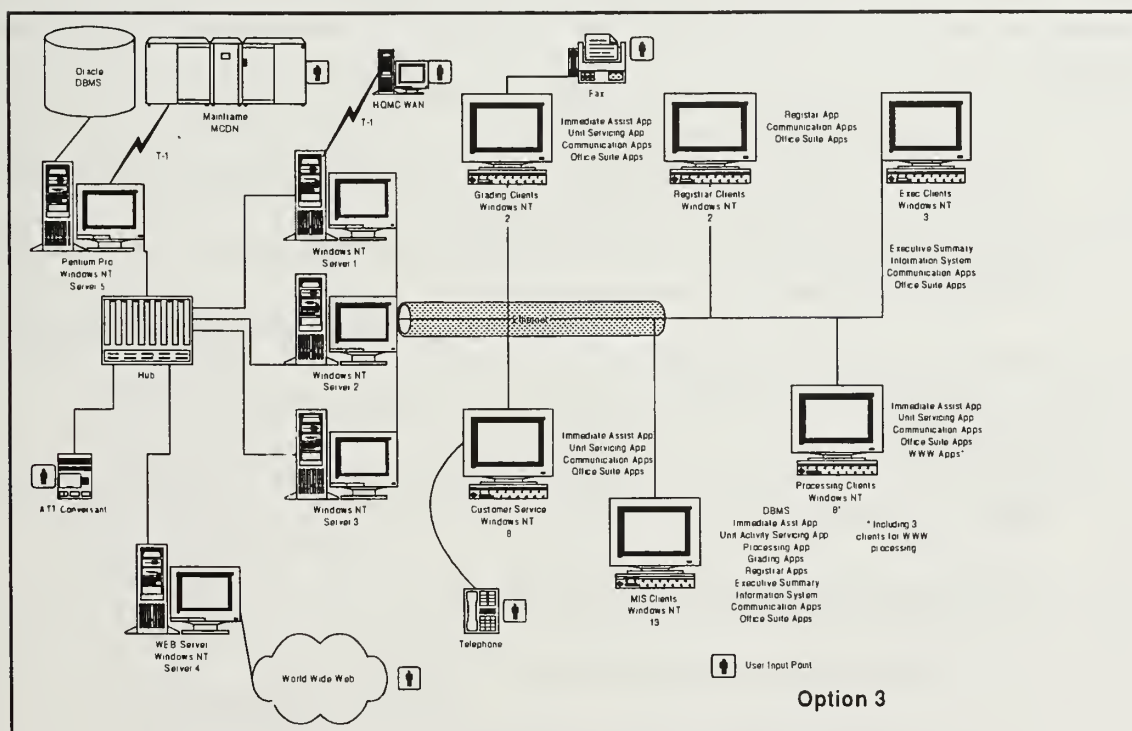 Oracle
DBMS
Mainframe
MCDN
T-1
HQMC WAN
T-1
Fax
Immediate Assist App
Unit Servicing App
Communication Apps
Office Suite Apps
Registar App
Communication Apps
Office Suite Apps
Grading Clients
Windows NT
2
Registrar Clients
Windows NT
2
Exec Clients
Windows NT
3
Executive Summary
Information System
Communication Apps
Office Suite Apps
Pentium Pro
Windows NT
Server 5
Windows NT
Server 1
Ethernet
Hub
Windows NT
Server 2
Immediate Assist App
Unit Servicing App
Communication Apps
Office Suite Apps
Immediate Assist App
Unit Servicing App
Communication Apps
Office Suite Apps
WWW Apps*
AT1 Conversant
Windows NT
Server 3
Customer Service
Windows NT
8
Processing Clients
Windows NT
8*
* Including 3
clients for WWW
processing
DBMS
Immediate Asst App
Unit Activity Servicing App
Processing App
Grading Apps
Registrar Apps
Executive Summary
Information System
Communication Apps
Office Suite Apps
MIS Clients
Windows NT
13
WEB Server
Windows NT
Server 4
World Wide Web
Telephone
User Input Point
Option 3